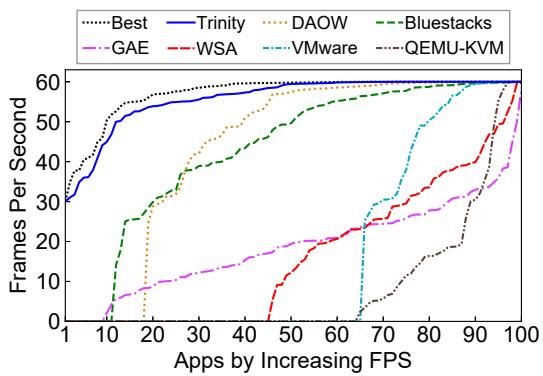 Best Trinity DAOW Bluestacks
GAE WSA VMware QEMU-KVM
Frames Per Second
60
50
40
30
20
10
0
1 10 20 30 40 50 60 70 80 90 100
Apps by Increasing FPS